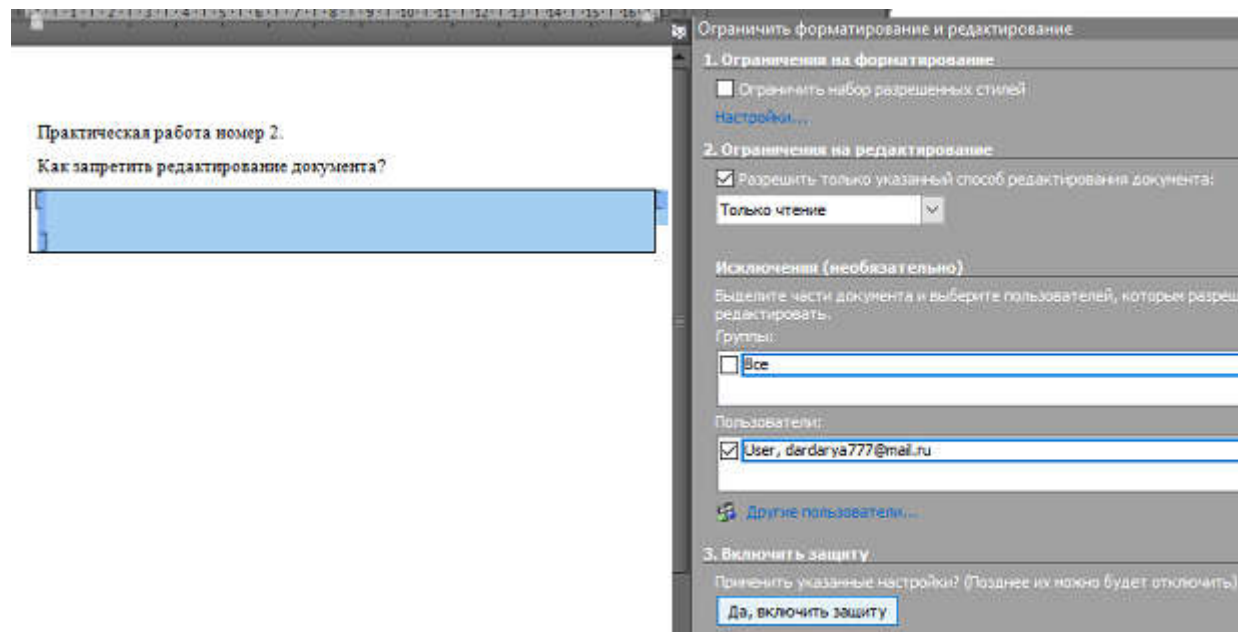 Ограничить форматирование и редактирование
1. Ограничения на форматирование
Ограничить набор разрешенных стилей
Настройки...
Практическая работа номер 2.
Как запретить редактирование документа?
2. Ограничения на редактирование
Разрешить только указанный способ редактирования документа:
Только чтение
Исключения (необязательно)
Выделите части документа и выберите пользователей, которым разреш
редактировать.
Группы:
Все
Пользователи:
User, dardarya777@mail.ru
Другие пользователи...
3. Включить защиту
Применить указанные настройки? (Позднее их можно будет отключить)
Да, включить защиту